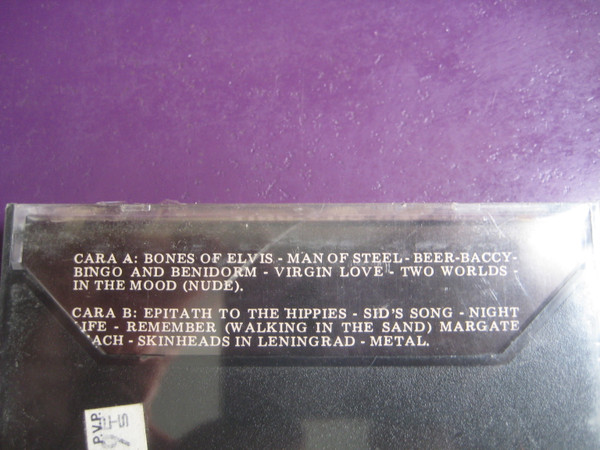 CARA A: BONES OF ELVIS - MAN OF STEEL - BEER-BACCY-
BINGO AND BENIDORM - VIRGIN LOVE - TWO WORLDS -
IN THE MOOD (NUDE).
CARA B: EPITATH TO THE HIPPIES - SID'S SONG - NIGHT
LIFE - REMEMBER (WALKING IN THE SAND) MARGATE
EACH - SKINHEADS IN LENINGRAD - METAL.
P.V.P.